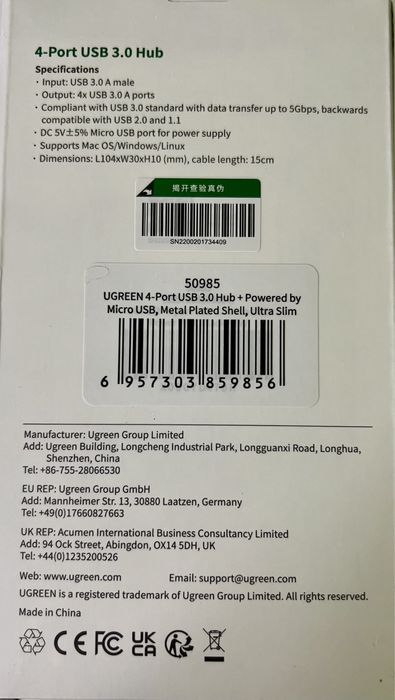 4-Port USB 3.0 Hub
Specifications
· Input: USB 3.0 A male
· Output: 4x USB 3.0 A ports
· Compliant with USB 3.0 standard with data transfer up to 5Gbps, backwards
compatible with USB 2.0 and 1.1
· DC 5V±5% Micro USB port for power supply
· Supports Mac OS/Windows/Linux
· Dimensions: L104xW30xH10 (mm), cable length: 15cm
揭开查验真伪
SN2200201734409
50985
UGREEN 4-Port USB 3.0 Hub + Powered by
Micro USB, Metal Plated Shell, Ultra Slim
6 957303 859856
Manufacturer: Ugreen Group Limited
Add: Ugreen Building, Longcheng Industrial Park, Longguanxi Road, Longhua,
Shenzhen, China
Tel: +86-755-28066530
EU REP: Ugreen Group GmbH
Add: Mannheimer Str. 13, 30880 Laatzen, Germany
Tel: +49(0)17660827663
UK REP: Acumen International Business Consultancy Limited
Add: 94 Ock Street, Abingdon, OX14 5DH, UK
Tel: +44(0)1235200526
Web: www.ugreen.com Email: support@ugreen.com
UGREEN is a registered trademark of Ugreen Group Limited. All rights reserved.
Made in China
CE FC UK CA